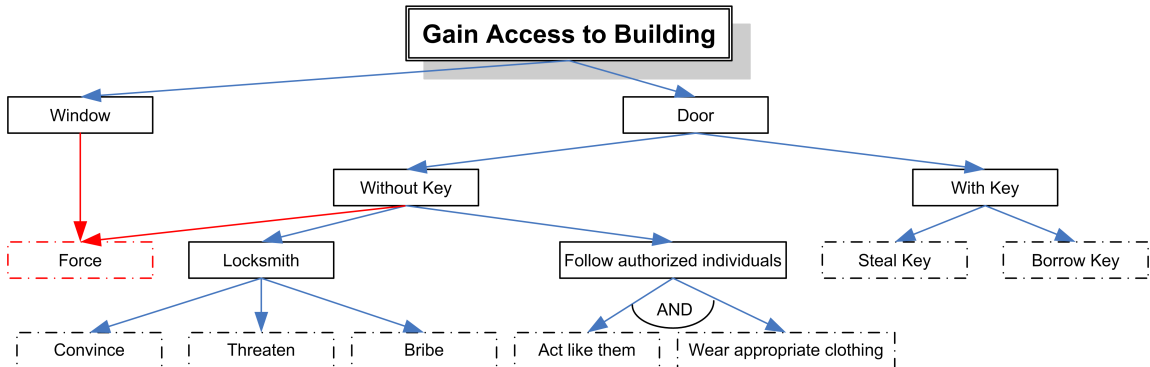 Gain Access to Building
Window
Door
Without Key
With Key
Force
Locksmith
Follow authorized individuals
Steal Key
Borrow Key
AND
Convince
Threaten
Bribe
Act like them
Wear appropriate clothing